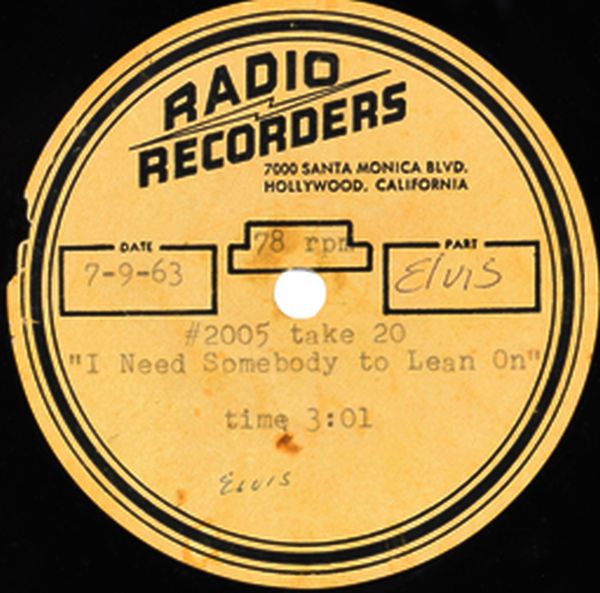 RADIO
RECORDERS
7000 SANTA MONICA BLVD.
HOLLYWOOD, CALIFORNIA
DATE
7-9-63
78 rpm
PART
Elvis
#2005 take 20
"I Need Somebody to Lean On"
time 3:01
Elvis